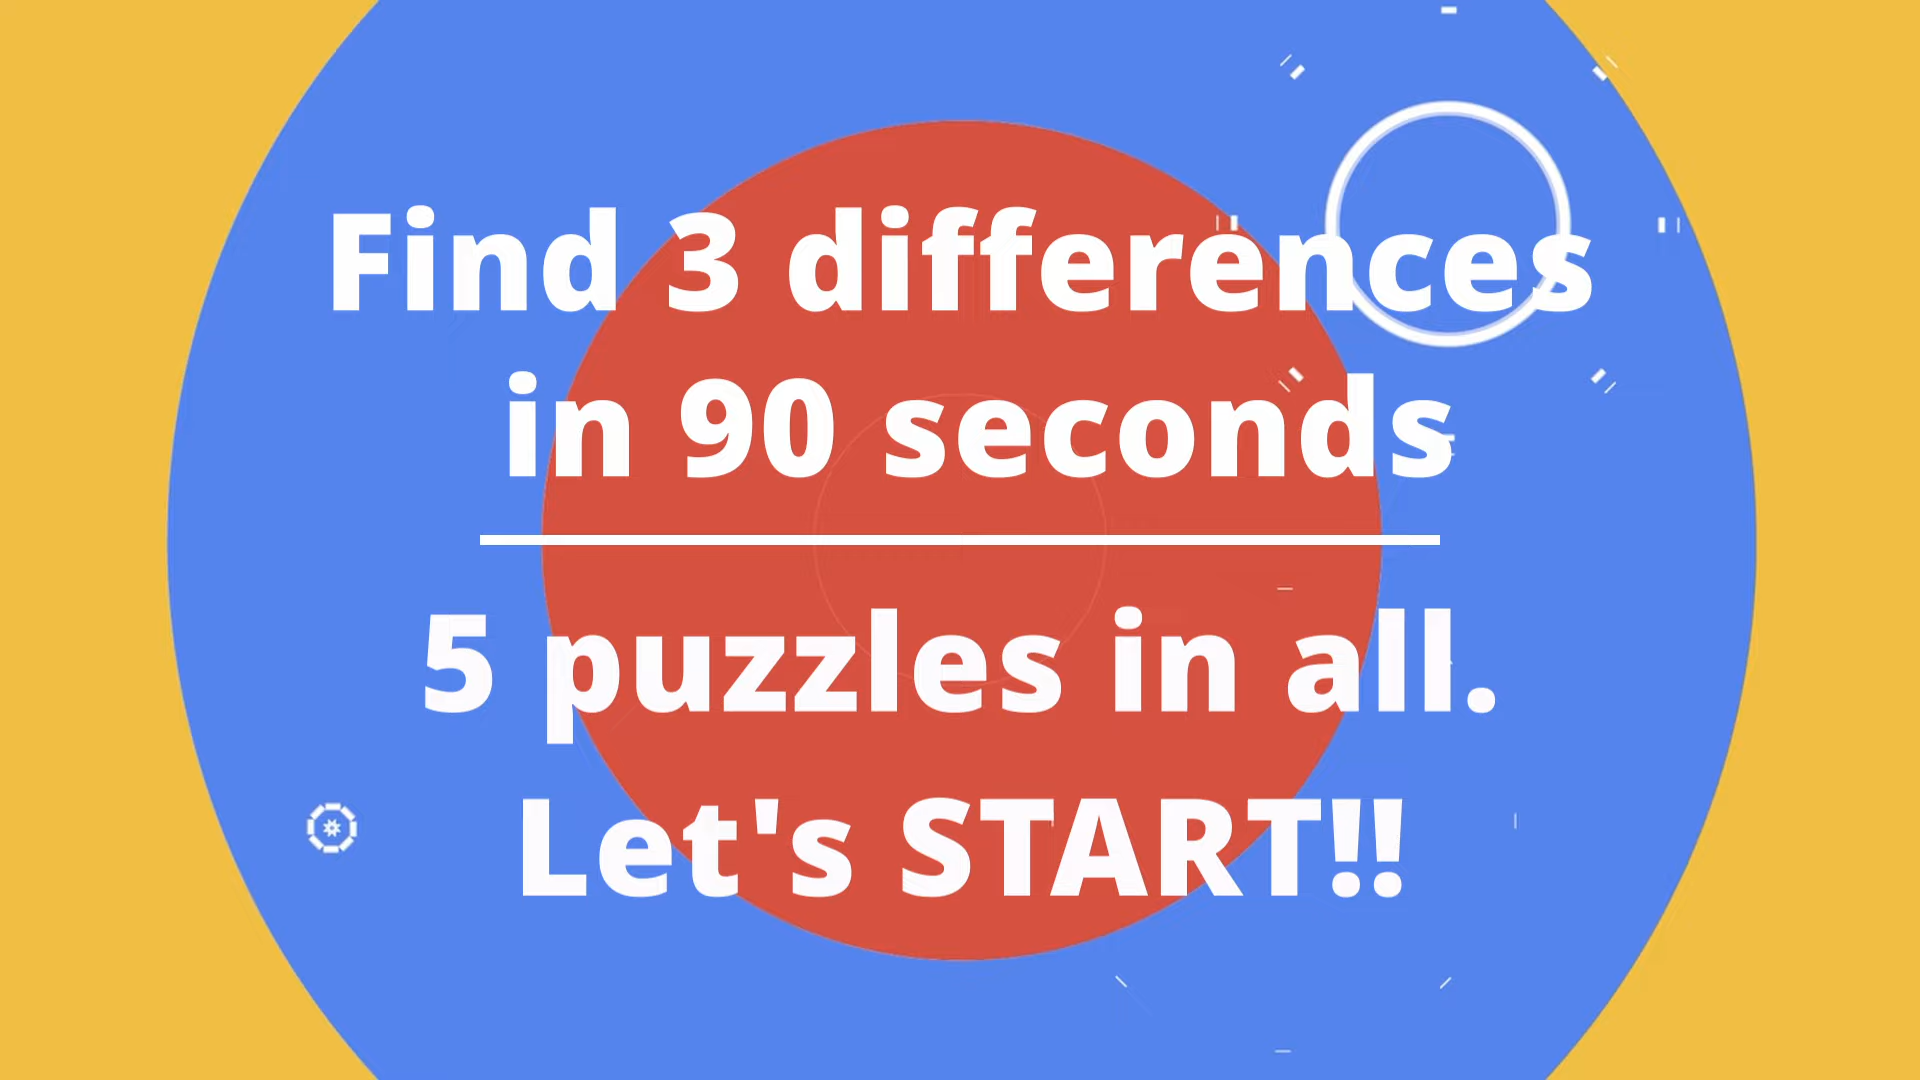 Find 3 differences
in 90 seconds
5 puzzles in all.
Let's START!!